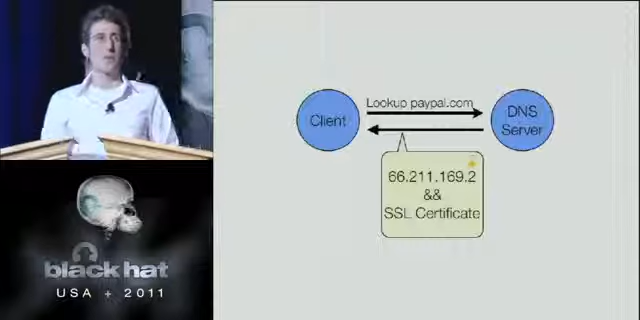 Lookup paypal.com
Client
DNS
Server
66.211.169.2
&&
SSL Certificate
black hat
USA + 2011